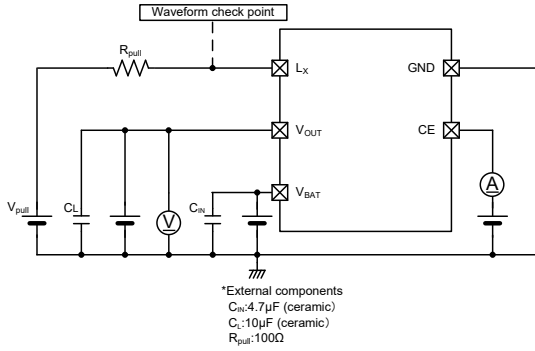 Waveform check point
Rpull
LX
GND
VOUT
CE
VBAT
A
Vpull
CL
V
CIN
*External components
CIN:4.7μF (ceramic)
CL:10μF (ceramic)
Rpull:100Ω